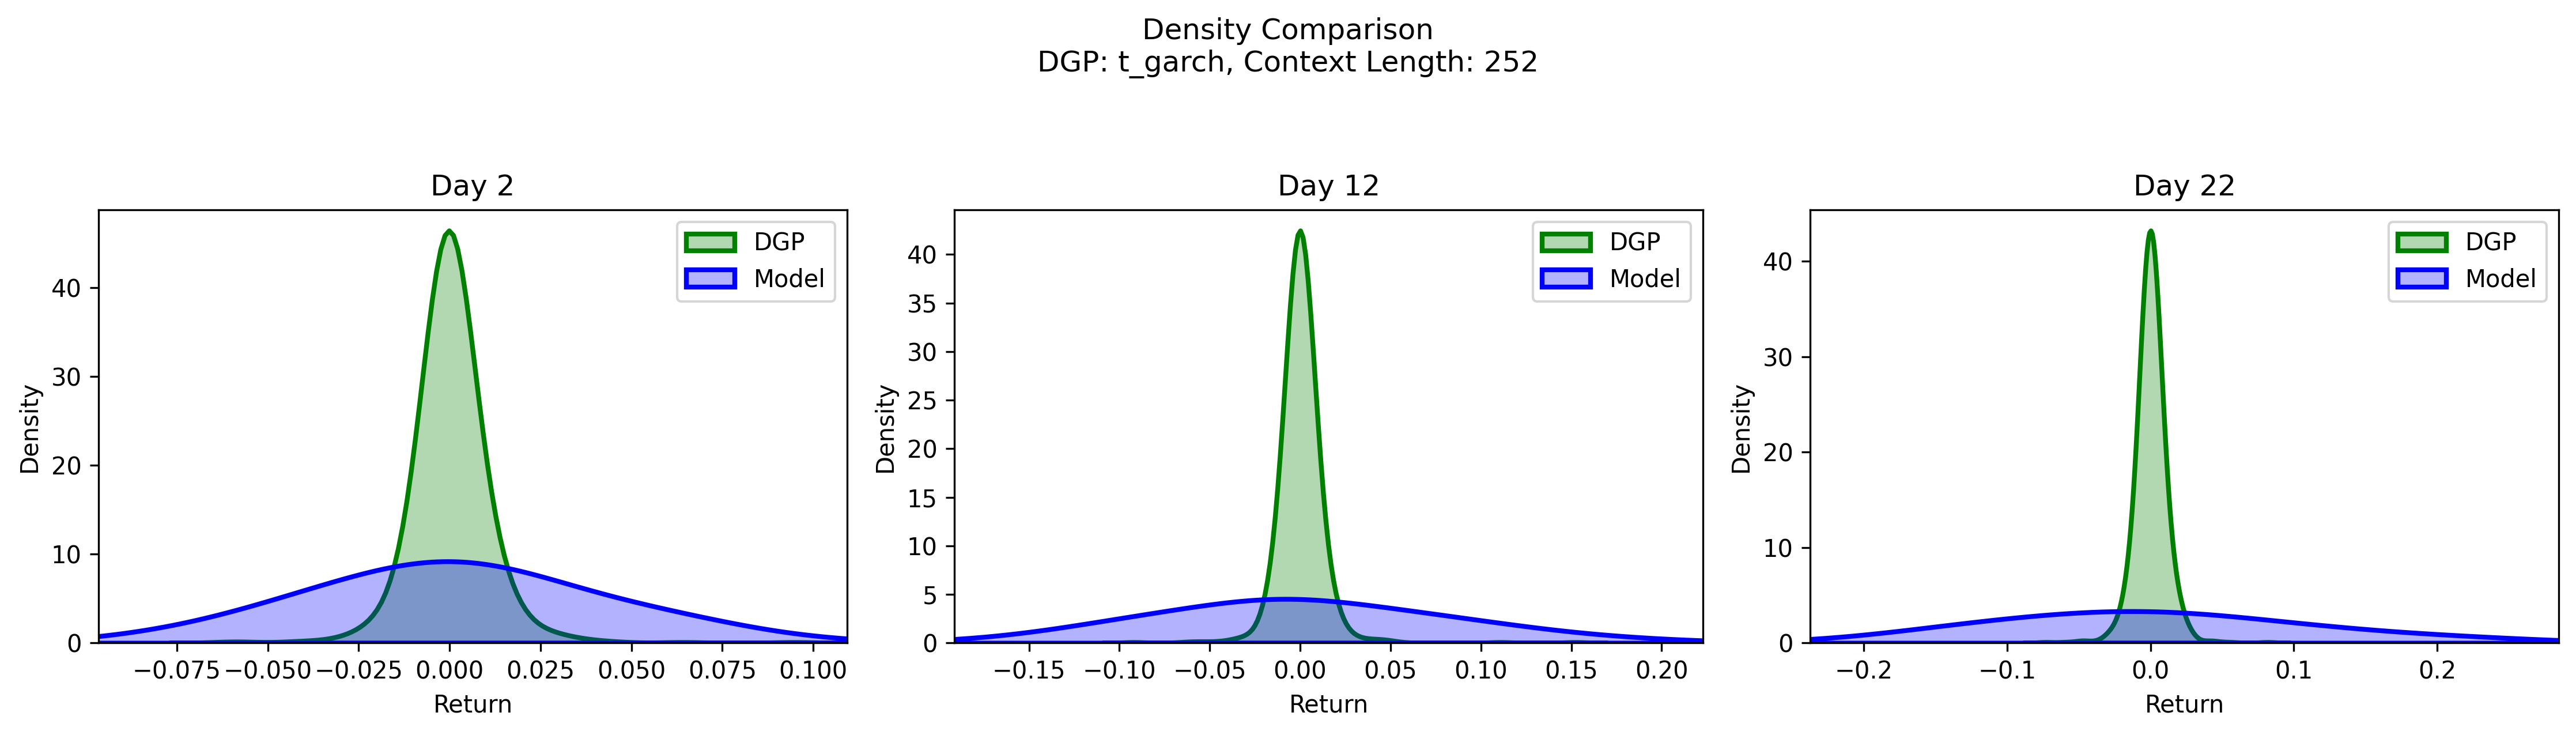 Density Comparison
DGP: t_garch, Context Length: 252
Day 2
DGP
Model
Density
40
30
20
10
0
−0.075 −0.050 −0.025 0.000 0.025 0.050 0.075 0.100
Return
Day 12
DGP
Model
Density
40
35
30
25
20
15
10
5
0
−0.15 −0.10 −0.05 0.00 0.05 0.10 0.15 0.20
Return
Day 22
DGP
Model
Density
40
30
20
10
0
−0.2 −0.1 0.0 0.1 0.2
Return